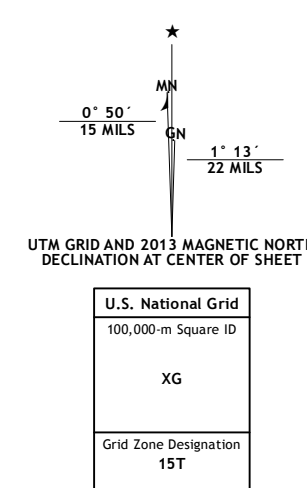 ★
MN
0° 50´
15 MILS
GN
1° 13´
22 MILS
UTM GRID AND 2013 MAGNETIC NORTH
DECLINATION AT CENTER OF SHEET
U.S. National Grid
100,000-m Square ID
XG
Grid Zone Designation
15T